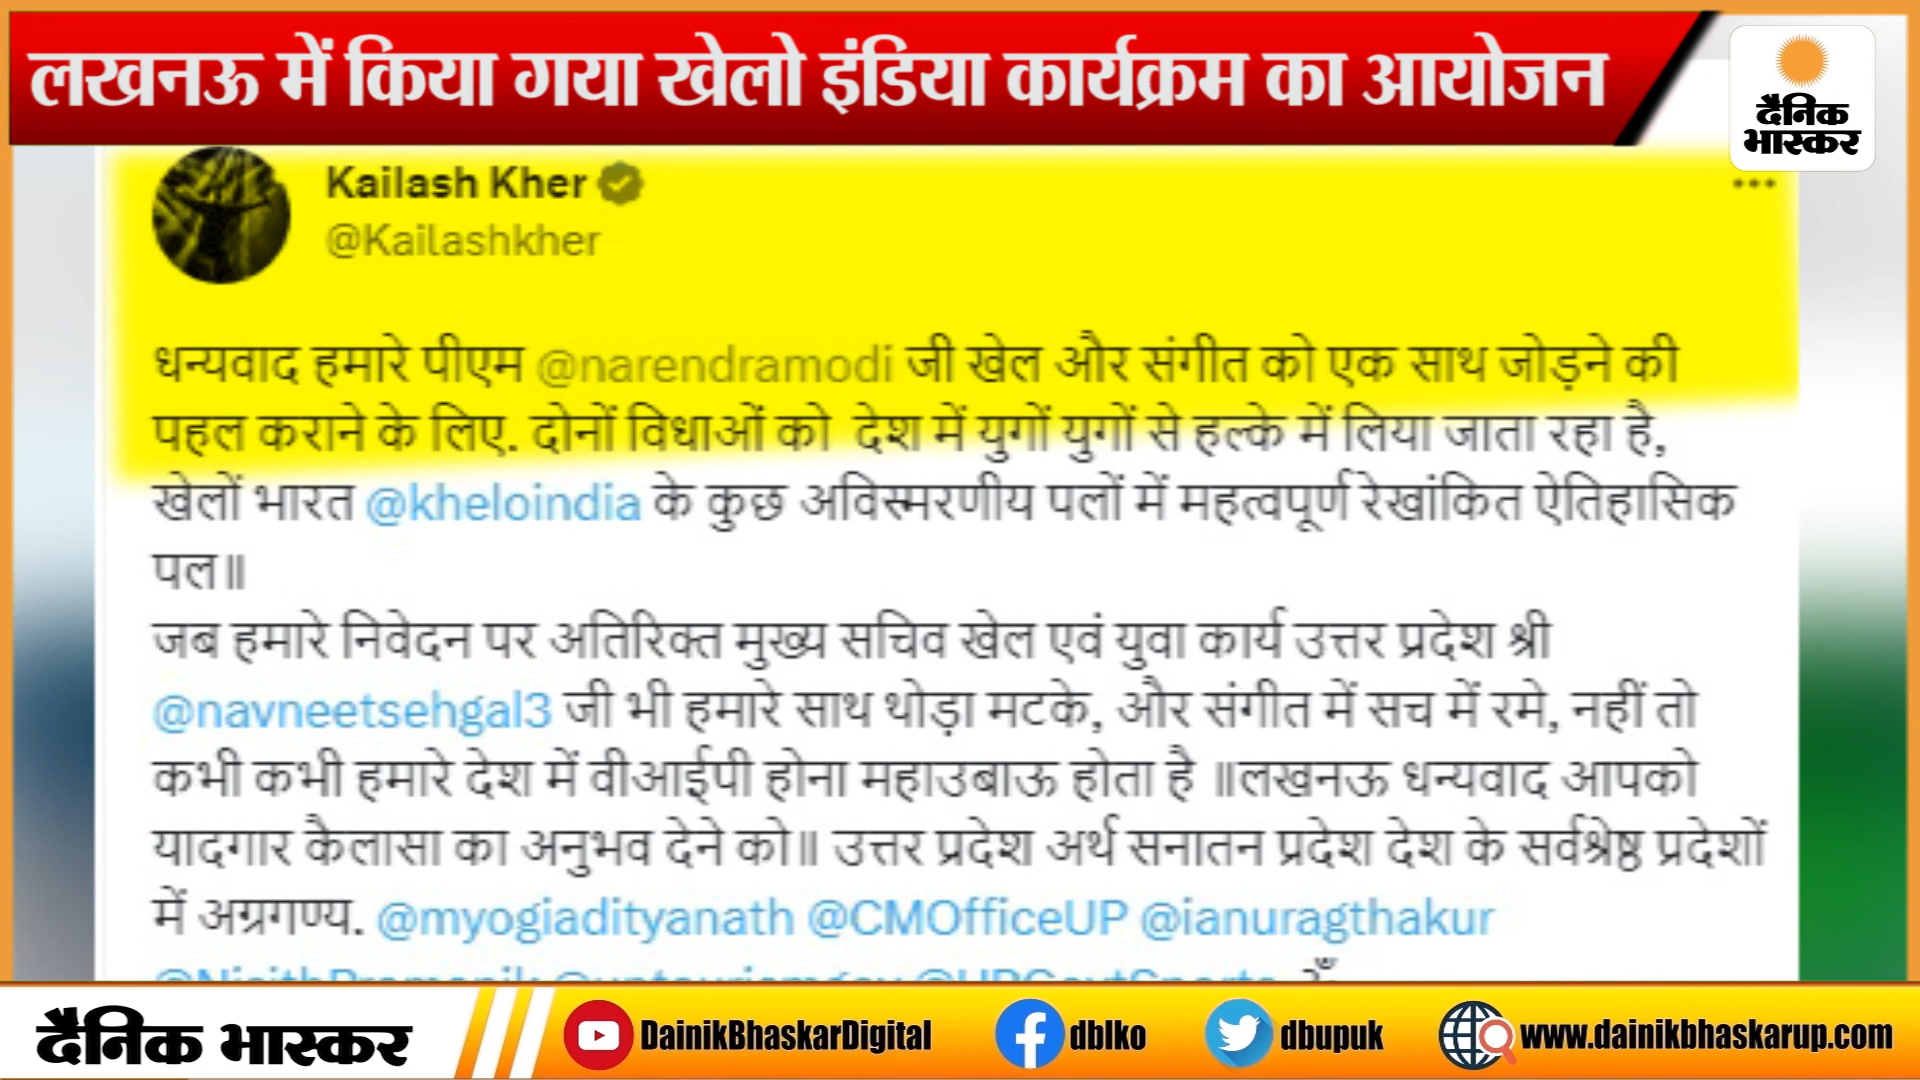 लखनऊ में किया गया खेलो इंडिया कार्यक्रम का आयोजन
दैनिक
भास्कर
Kailash Kher
@Kailashkher
धन्यवाद हमारे पीएम @narendramodi जी खेल और संगीत को एक साथ जोड़ने की
पहल कराने के लिए. दोनों विधाओं को देश में युगों युगों से हल्के में लिया जाता रहा है,
खेलों भारत @kheloindia के कुछ अविस्मरणीय पलों में महत्वपूर्ण रेखांकित ऐतिहासिक
पल॥
जब हमारे निवेदन पर अतिरिक्त मुख्य सचिव खेल एवं युवा कार्य उत्तर प्रदेश श्री
@navneetsehgal3 जी भी हमारे साथ थोड़ा मटके, और संगीत में सच में रमे, नहीं तो
कभी कभी हमारे देश में वीआईपी होना महाउबाऊ होता है ॥लखनऊ धन्यवाद आपको
यादगार कैलासा का अनुभव देने को॥ उत्तर प्रदेश अर्थ सनातन प्रदेश देश के सर्वश्रेष्ठ प्रदेशों
में अग्रगण्य. @myogiadityanath @CMOfficeUP @ianuragthakur
@NisithPramanik @uptourismgov @UPGovtSports
दैनिक भास्कर DainikBhaskarDigital dblko dbupuk www.dainikbhaskarup.com